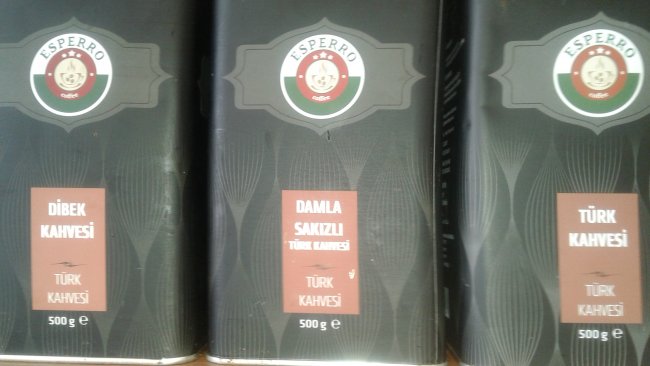 ESPERRO
coffee
DİBEK
KAHVESİ
TÜRK
KAHVESİ
500 g ℮
ESPERRO
coffee
DAMLA
SAKIZLI
TÜRK KAHVESİ
TÜRK
KAHVESİ
500 g ℮
ESPERRO
coffee
TÜRK
KAHVESİ
TÜRK
KAHVESİ
500 g ℮